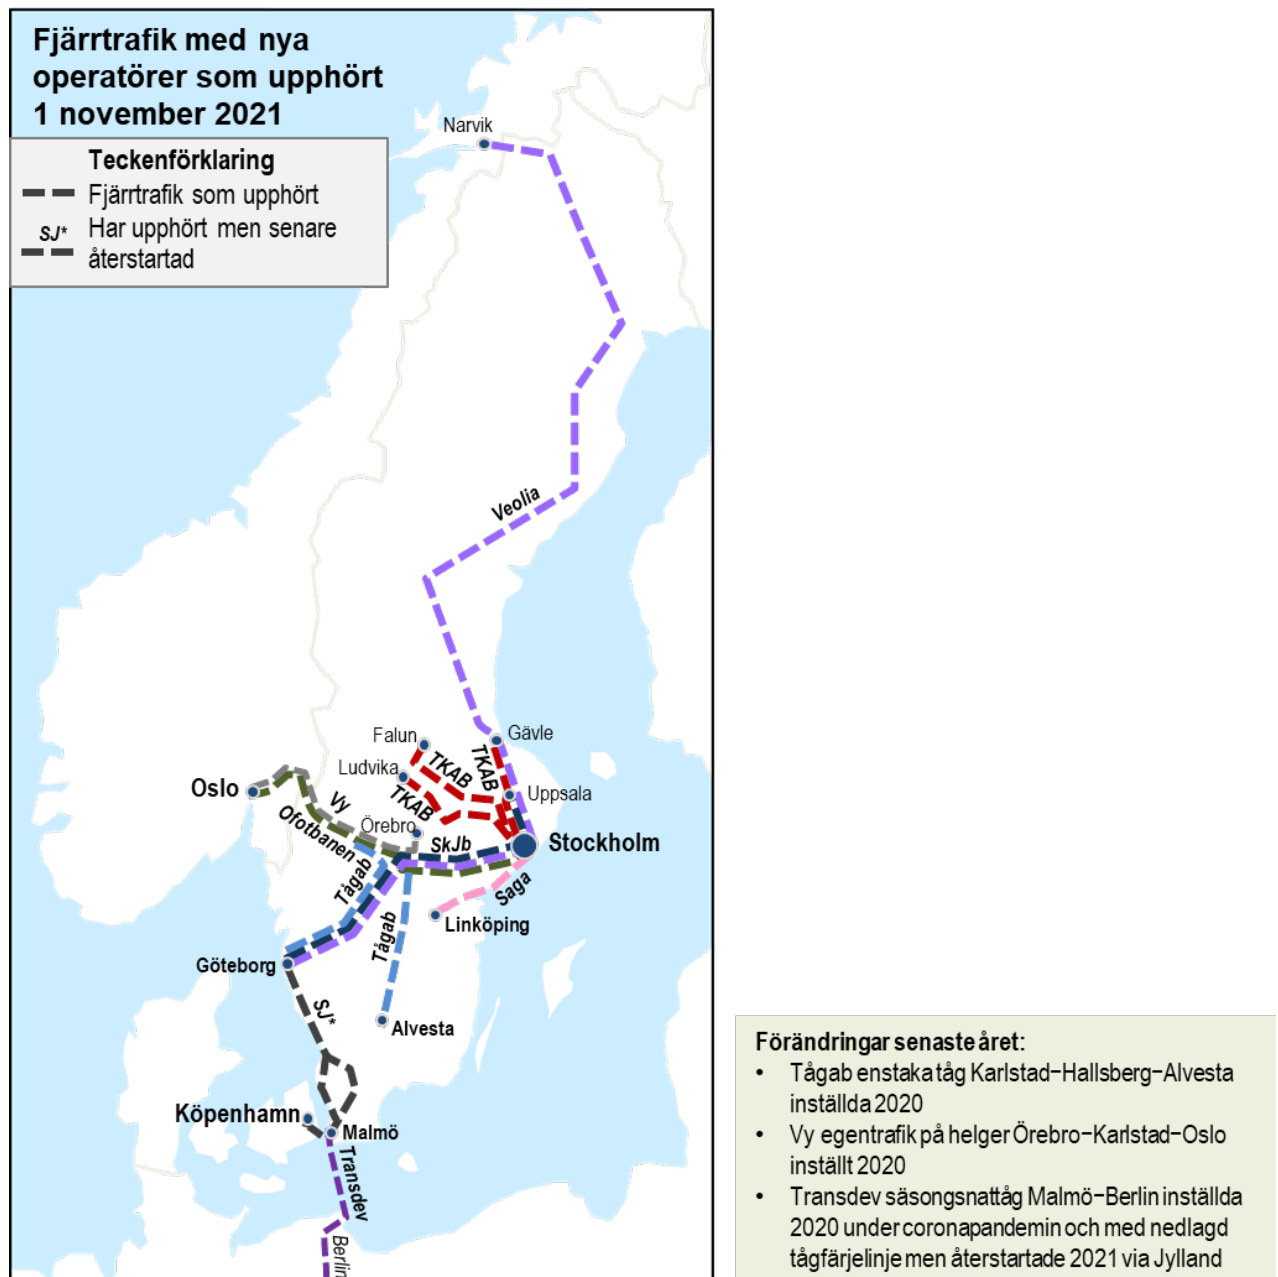 Fjärrtrafik med nya
operatörer som upphört
1 november 2021
Teckenförklaring
Fjärrtrafik som upphört
SJ*
Har upphört men senare
återstartad
Narvik
Veolia
Falun
Gävle
TKAB
TKAB
Ludvika
Uppsala
TKAB
Oslo
Vy
Ofotbanen
Örebro
SkJb
Stockholm
Tågab
Saga
Tågab
Linköping
Göteborg
SJ*
Alvesta
Köpenhamn
Malmö
Transdev
Berlin
Förändringar senaste året:
• Tågab enstaka tåg Karlstad–Hallsberg–Alvesta
inställda 2020
• Vy egentrafik på helger Örebro–Karlstad–Oslo
inställt 2020
• Transdev säsongsnattåg Malmö–Berlin inställda
2020 under coronapandemin och med nedlagd
tågfärjelinje men återstartade 2021 via Jylland